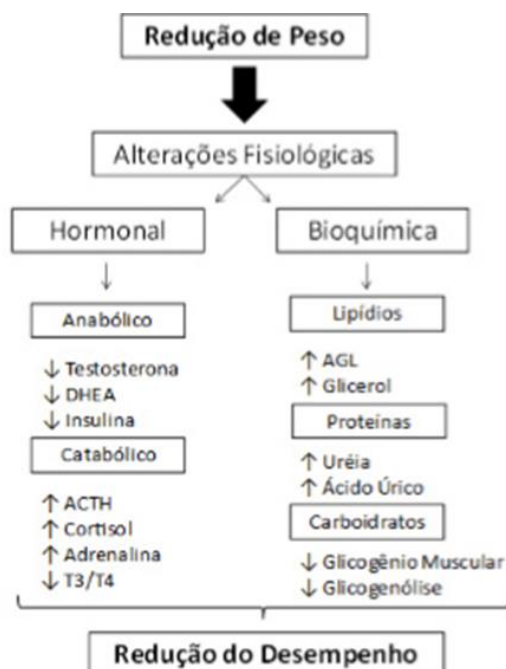 Redução de Peso
Alterações Fisiológicas
Hormonal
Anabólico
↓ Testosterona
↓ DHEA
↓ Insulina
Catabólico
↑ ACTH
↑ Cortisol
↑ Adrenalina
↓ T3/T4
Bioquímica
Lipídios
↑ AGL
↑ Glicerol
Proteínas
↑ Uréia
↑ Ácido Úrico
Carboidratos
↓ Glicogênio Muscular
↓ Glicogenólise
Redução do Desempenho